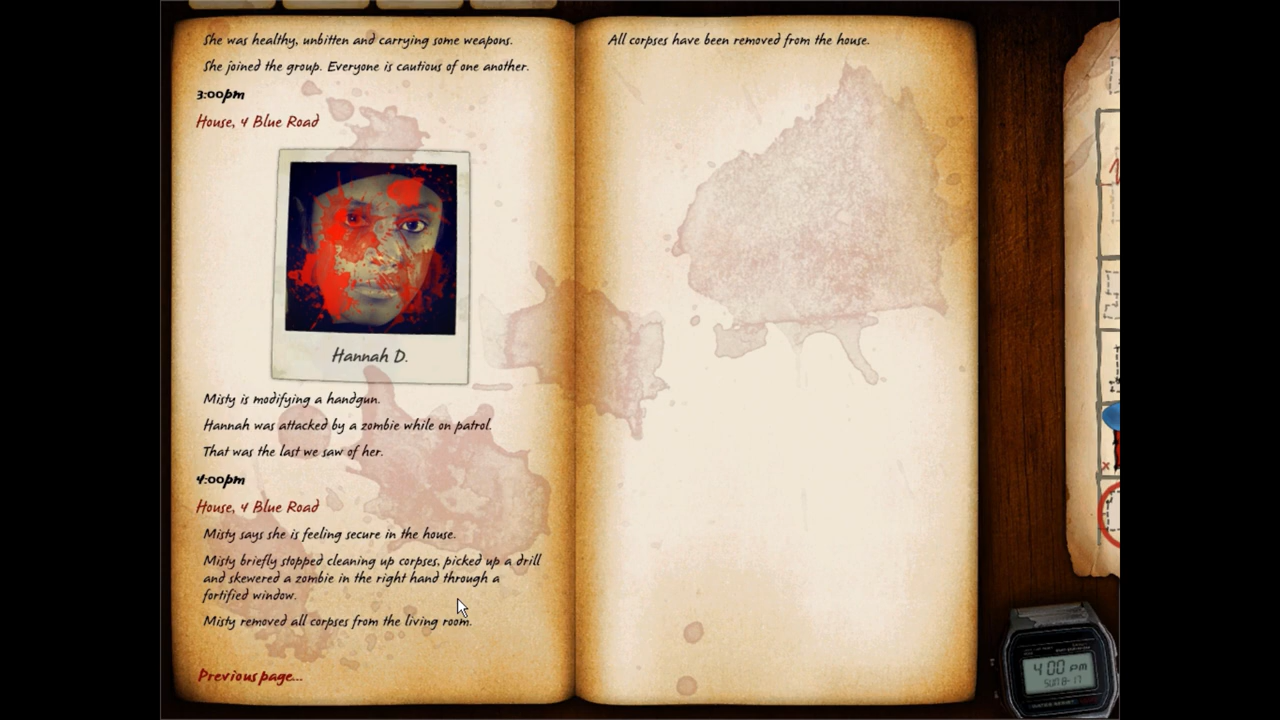 She was healthy, unbitten and carrying some weapons.
She joined the group. Everyone is cautious of one another.
3:00pm
House, 4 Blue Road
Hannah D.
Misty is modifying a handgun.
Hannah was attacked by a zombie while on patrol.
That was the last we saw of her.
4:00pm
House, 4 Blue Road
Misty says she is feeling secure in the house.
Misty briefly stopped cleaning up corpses, picked up a drill
and skewered a zombie in the right hand through a
fortified window.
Misty removed all corpses from the living room.
Previous page...
All corpses have been removed from the house.
4:00 PM
SUN 8-17